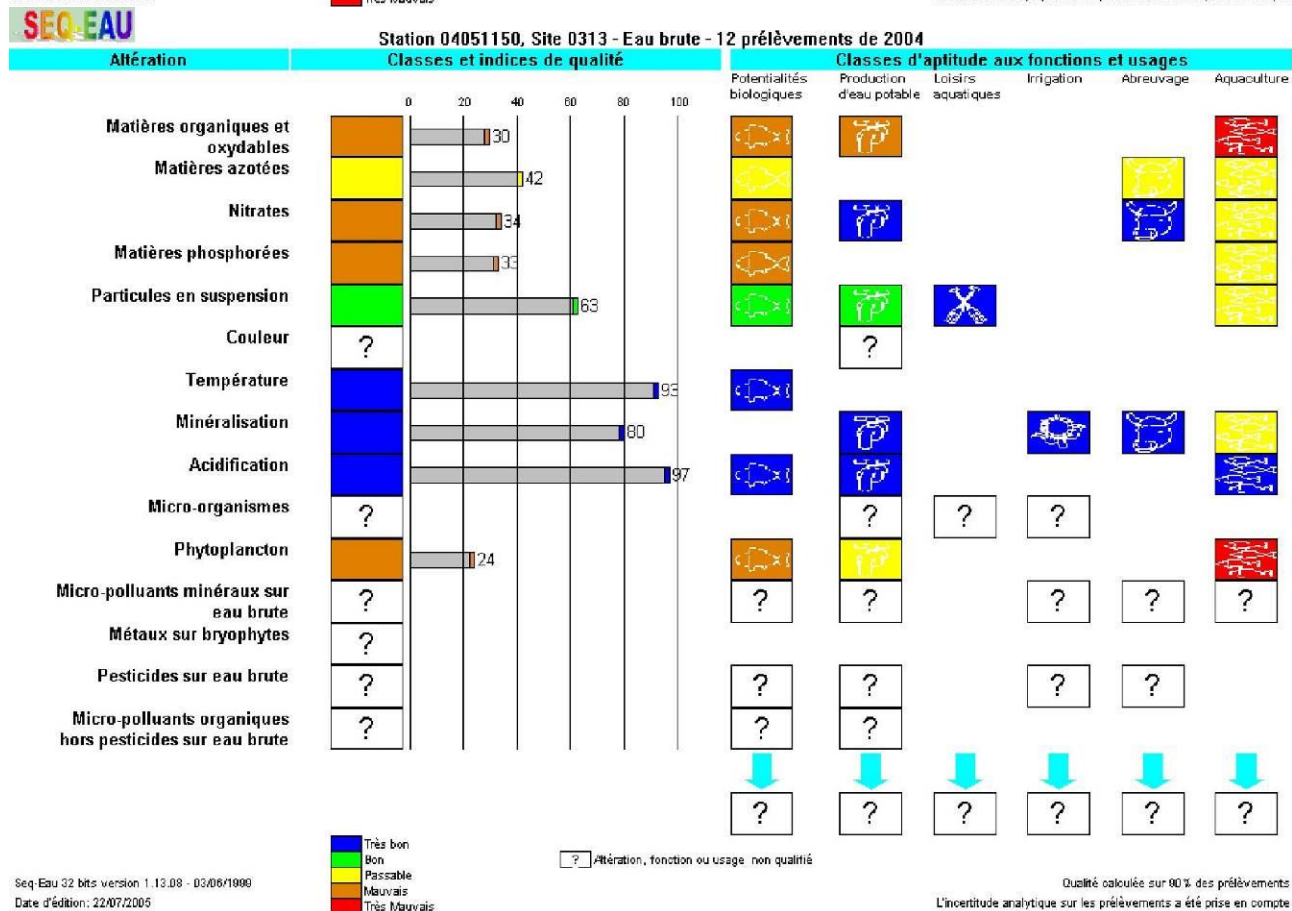 Très Mauvais
SEQ-EAU
Station 04051150, Site 0313 - Eau brute - 12 prélèvements de 2004
Altération
Classes et indices de qualité
Classes d'aptitude aux fonctions et usages
Potentialités biologiques
Production d'eau potable
Loisirs aquatiques
Irrigation
Abreuvage
Aquaculture
0 20 40 60 80 100
Matières organiques et
oxydables
30
Matières azotées
42
Nitrates
34
Matières phosphorées
33
Particules en suspension
63
Couleur
? ?
Température
93
Minéralisation
80
Acidification
97
Micro-organismes
? ? ? ?
Phytoplancton
24
Micro-polluants minéraux sur
eau brute
? ? ? ? ? ?
Métaux sur bryophytes
?
Pesticides sur eau brute
? ? ? ? ?
Micro-polluants organiques
hors pesticides sur eau brute
? ? ?
? ? ? ? ? ?
Très bon
Bon
Passable
Mauvais
Très Mauvais
? Altération, fonction ou usage non qualifié
Seq-Eau 32 bits version 1.13.08 - 03/06/1999
Date d'édition: 22/07/2005
Qualité calculée sur 90 % des prélèvements
L'incertitude analytique sur les prélèvements a été prise en compte